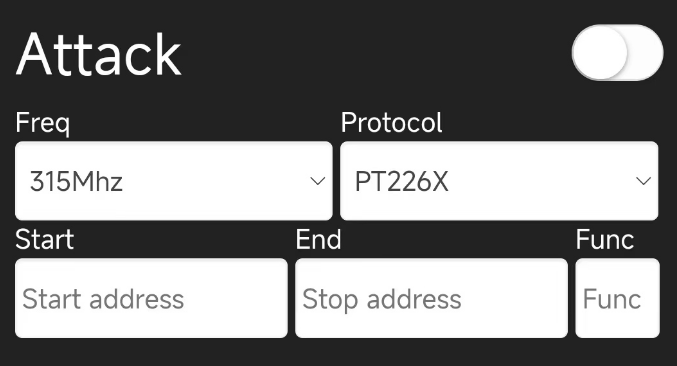 Attack
Freq Protocol
315Mhz PT226X
Start End Func
Start address Stop address Func